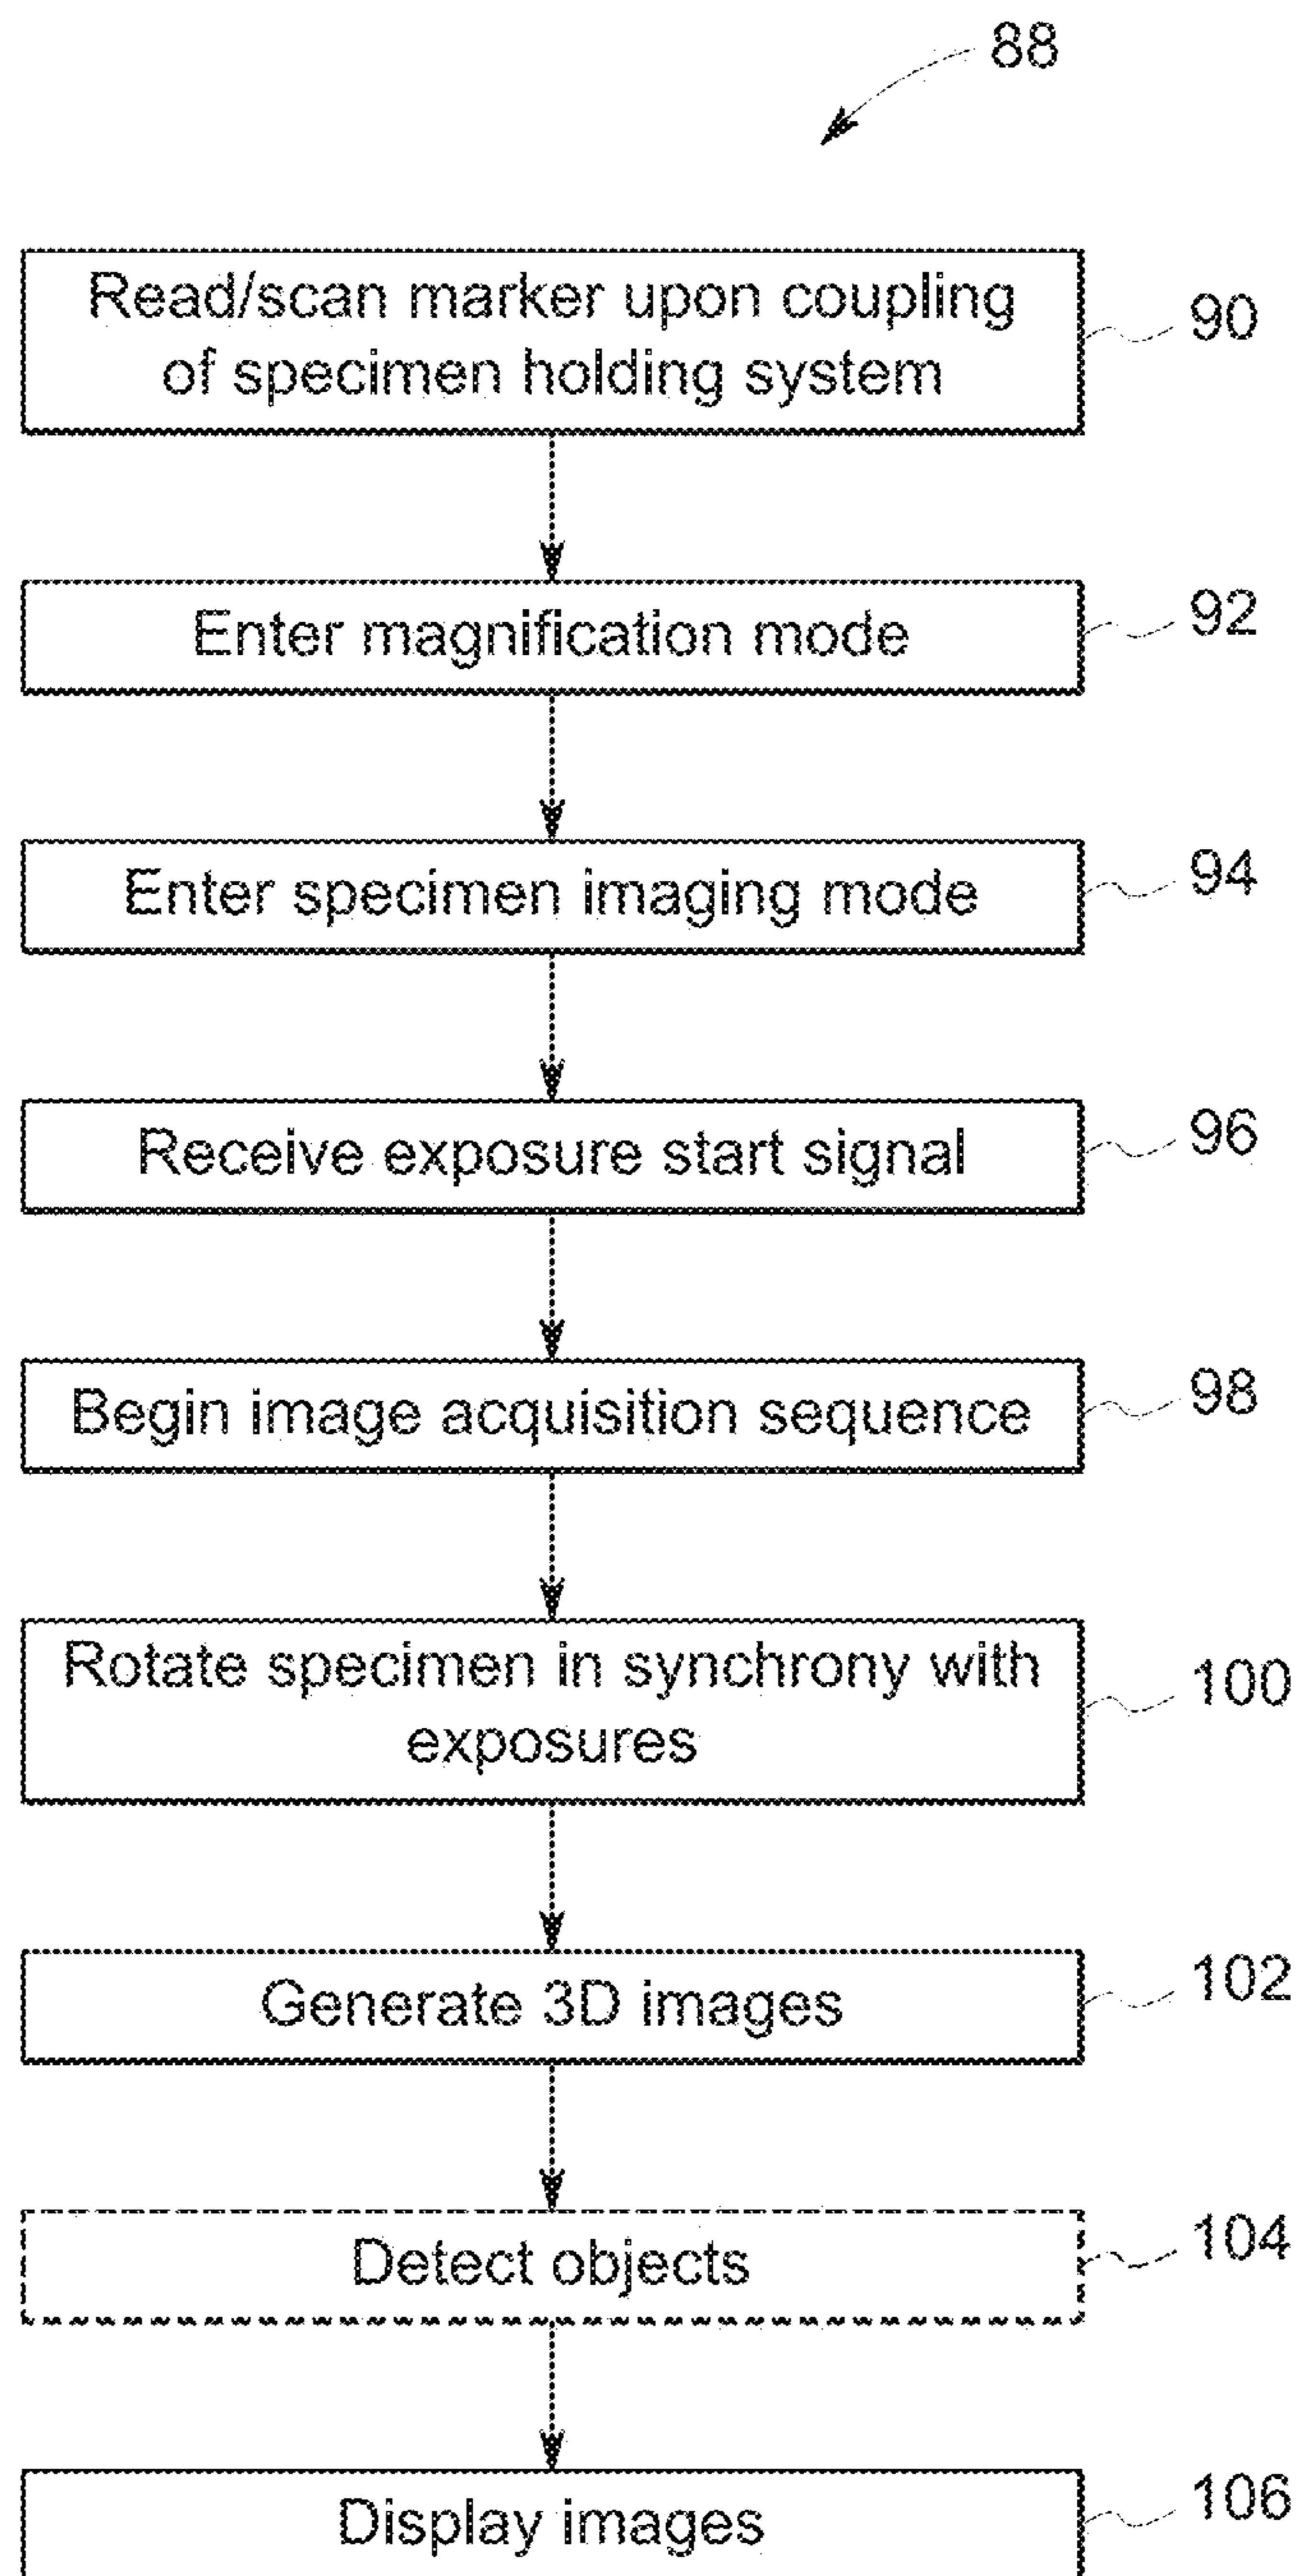 88
Read/scan marker upon coupling
of specimen holding system
90
Enter magnification mode
92
Enter specimen imaging mode
94
Receive exposure start signal
96
Begin image acquisition sequence
98
Rotate specimen in synchrony with
exposures
100
Generate 3D images
102
Detect objects
104
Display images
106